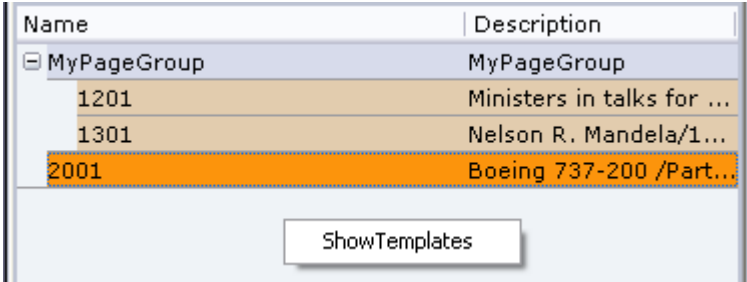 Name Description
MyPageGroup MyPageGroup
1201 Ministers in talks for ...
1301 Nelson R. Mandela/1...
2001 Boeing 737-200 /Part...
ShowTemplates